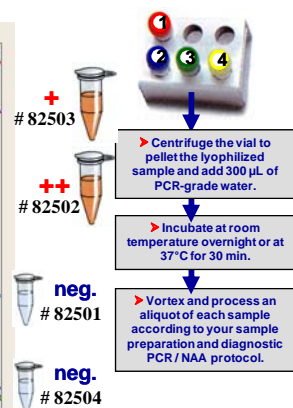 1
2 3 4
+
# 82503
++
# 82502
neg.
# 82501
neg.
# 82504
➤ Centrifuge the vial to
pellet the lyophilized
sample and add 300 µL of
PCR-grade water.
➤ Incubate at room
temperature overnight or at
37°C for 30 min.
➤ Vortex and process an
aliquot of each sample
according to your sample
preparation and diagnostic
PCR / NAA protocol.